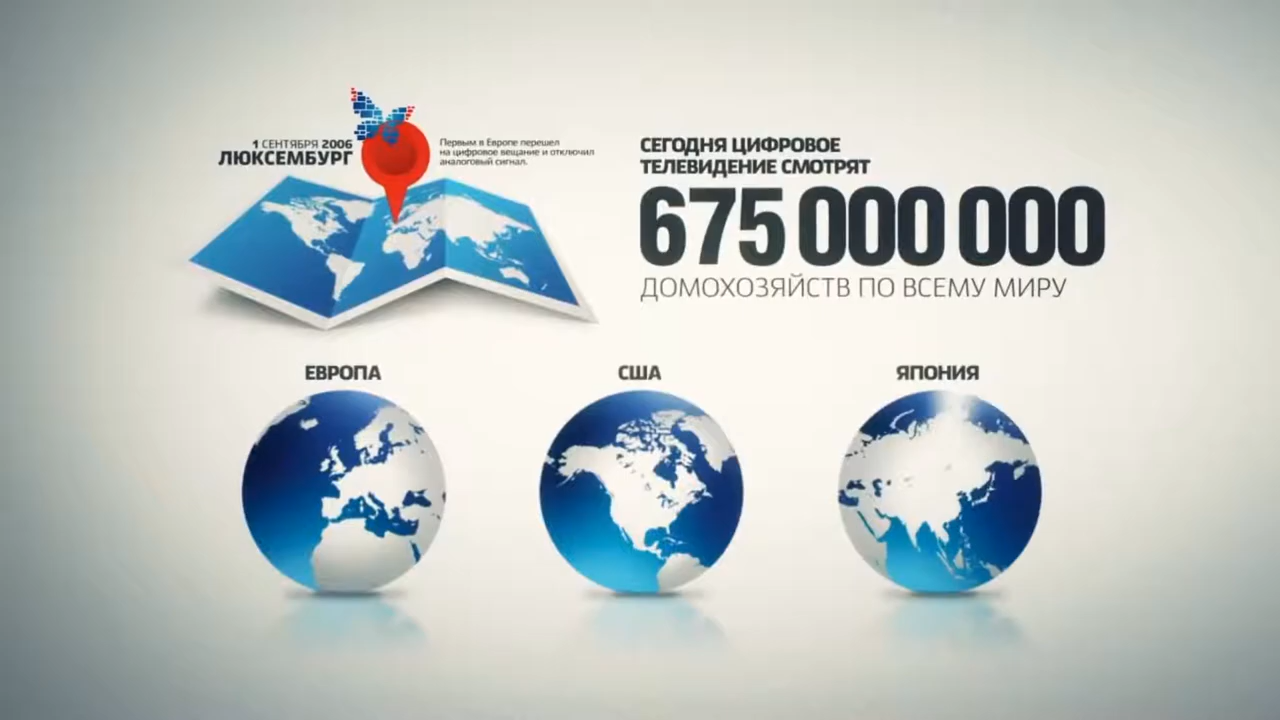 1 СЕНТЯБРЯ 2006
ЛЮКСЕМБУРГ
Первым в Европе перешел
на цифровое вещание и отключил
аналоговый сигнал.
СЕГОДНЯ ЦИФРОВОЕ
ТЕЛЕВИДЕНИЕ СМОТРЯТ
675 000 000
ДОМОХОЗЯЙСТВ ПО ВСЕМУ МИРУ
ЕВРОПА
США
ЯПОНИЯ